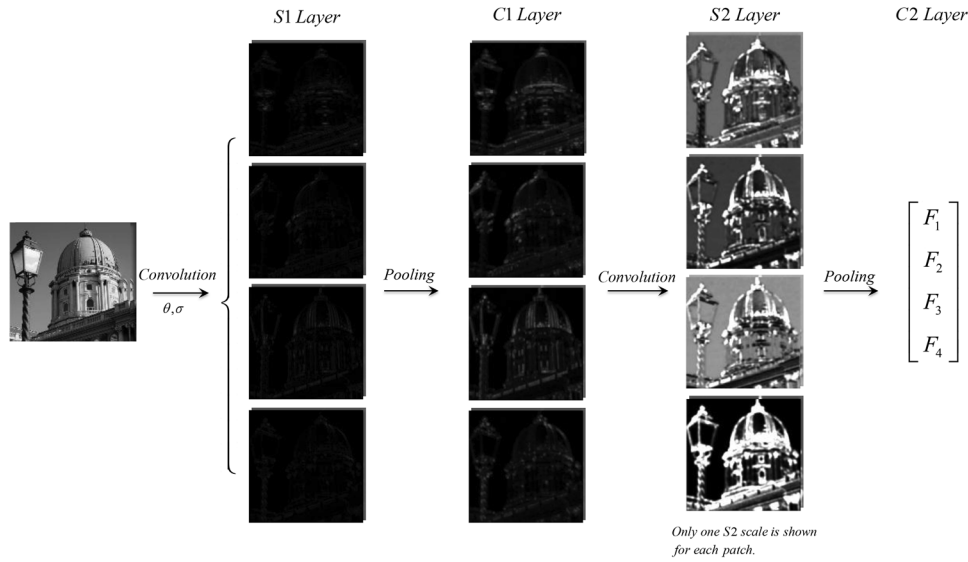 S1 Layer
C1 Layer
S2 Layer
C2 Layer
Convolution
θ,σ
Pooling
Convolution
Pooling
F1
F2
F3
F4
Only one S2 scale is shown
for each patch.